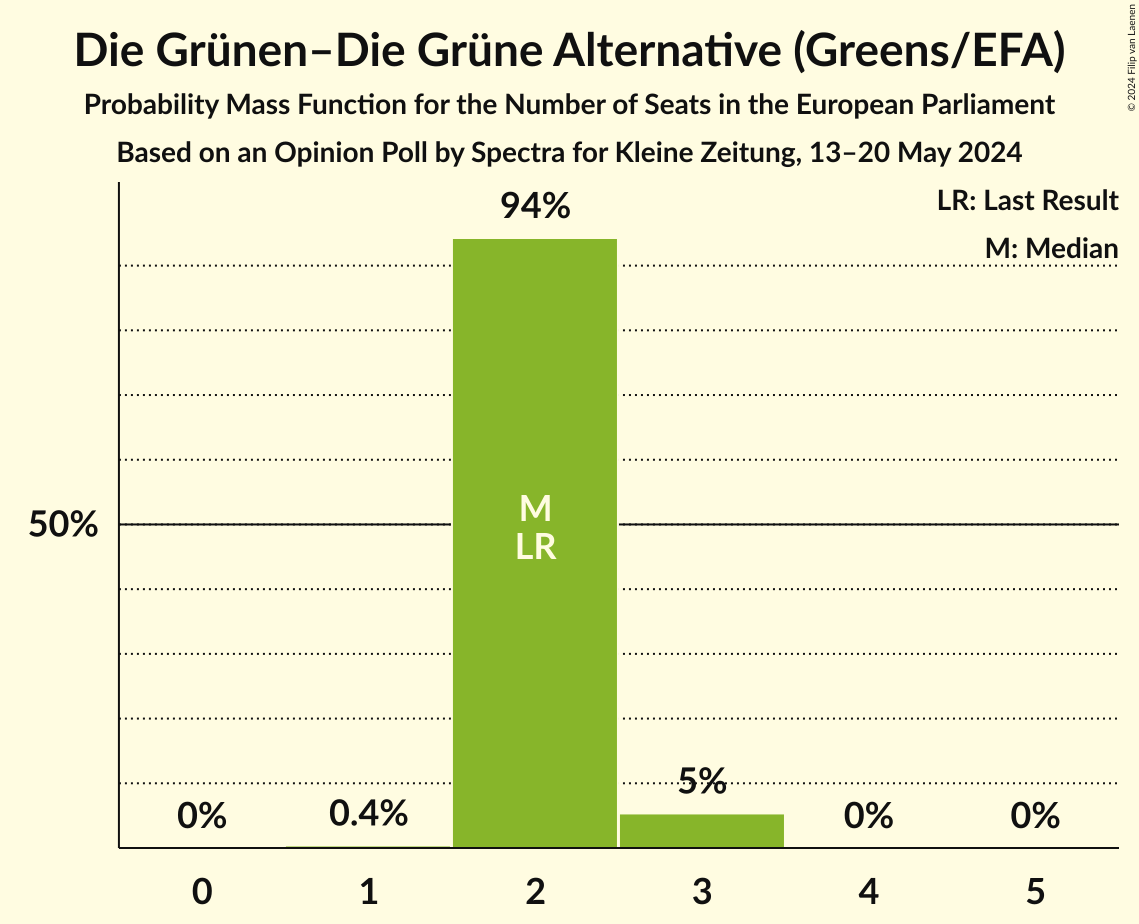 Die Grünen–Die Grüne Alternative (Greens/EFA)
Probability Mass Function for the Number of Seats in the European Parliament
Based on an Opinion Poll by Spectra for Kleine Zeitung, 13–20 May 2024
© 2024 Filip van Laenen
LR: Last Result
M: Median
94%
50%
M
LR
0%
0.4%
5%
0%
0%
0
1
2
3
4
5